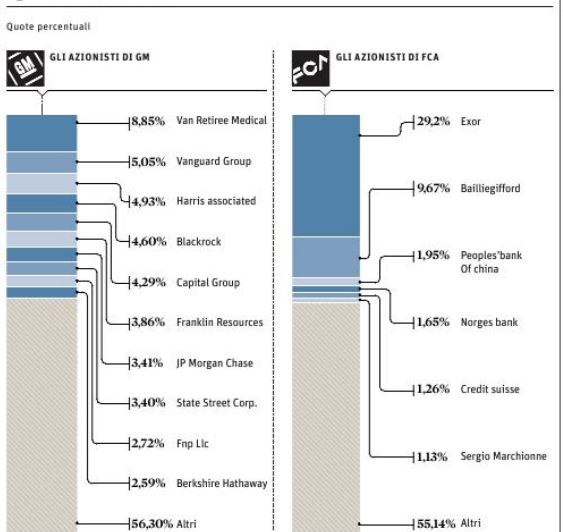 Quote percentuali
GM
GLI AZIONISTI DI GM
8,85% Van Retiree Medical
5,05% Vanguard Group
4,93% Harris associated
4,60% Blackrock
4,29% Capital Group
3,86% Franklin Resources
3,41% JP Morgan Chase
3,40% State Street Corp.
2,72% Fnp Llc
2,59% Berkshire Hathaway
56,30% Altri
FCA
GLI AZIONISTI DI FCA
29,2% Exor
9,67% Bailliegifford
1,95% Peoples'bank
Of china
1,65% Norges bank
1,26% Credit suisse
1,13% Sergio Marchionne
55,14% Altri